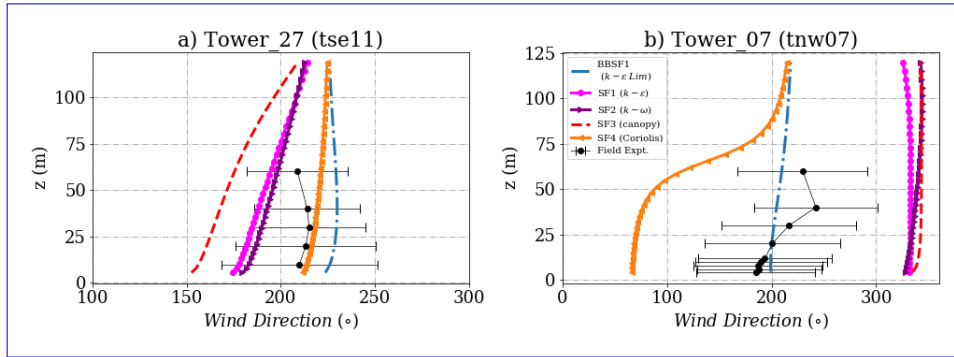 a) Tower_27 (tse11)
z (m)
100
75
50
25
0
100 150 200 250 300
Wind Direction (∘)
b) Tower_07 (tnw07)
z (m)
125
100
75
50
25
0
BBSF1
(k−ε Lim)
SF1 (k−ε)
SF2 (k−ω)
SF3 (canopy)
SF4 (Coriolis)
Field Expt.
0 100 200 300
Wind Direction (∘)